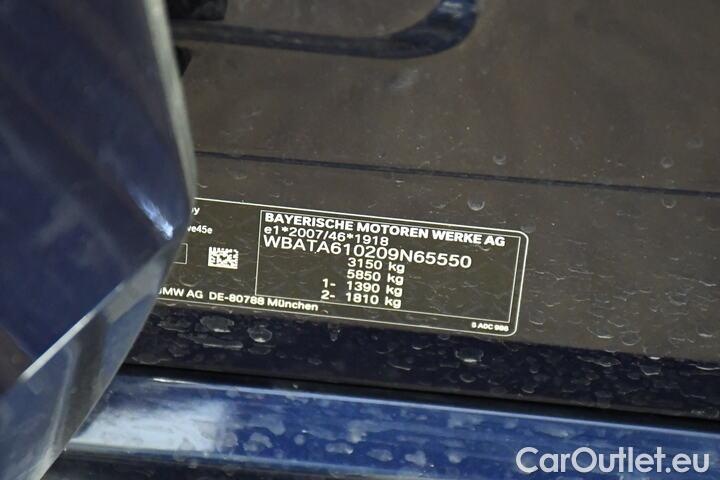 BAYERISCHE MOTOREN WERKE AG
e1*2007/46*1918
WBATA610209N65550
3150 kg
5850 kg
1- 1390 kg
2- 1810 kg
AG DE-80788 München
CarOutlet.eu